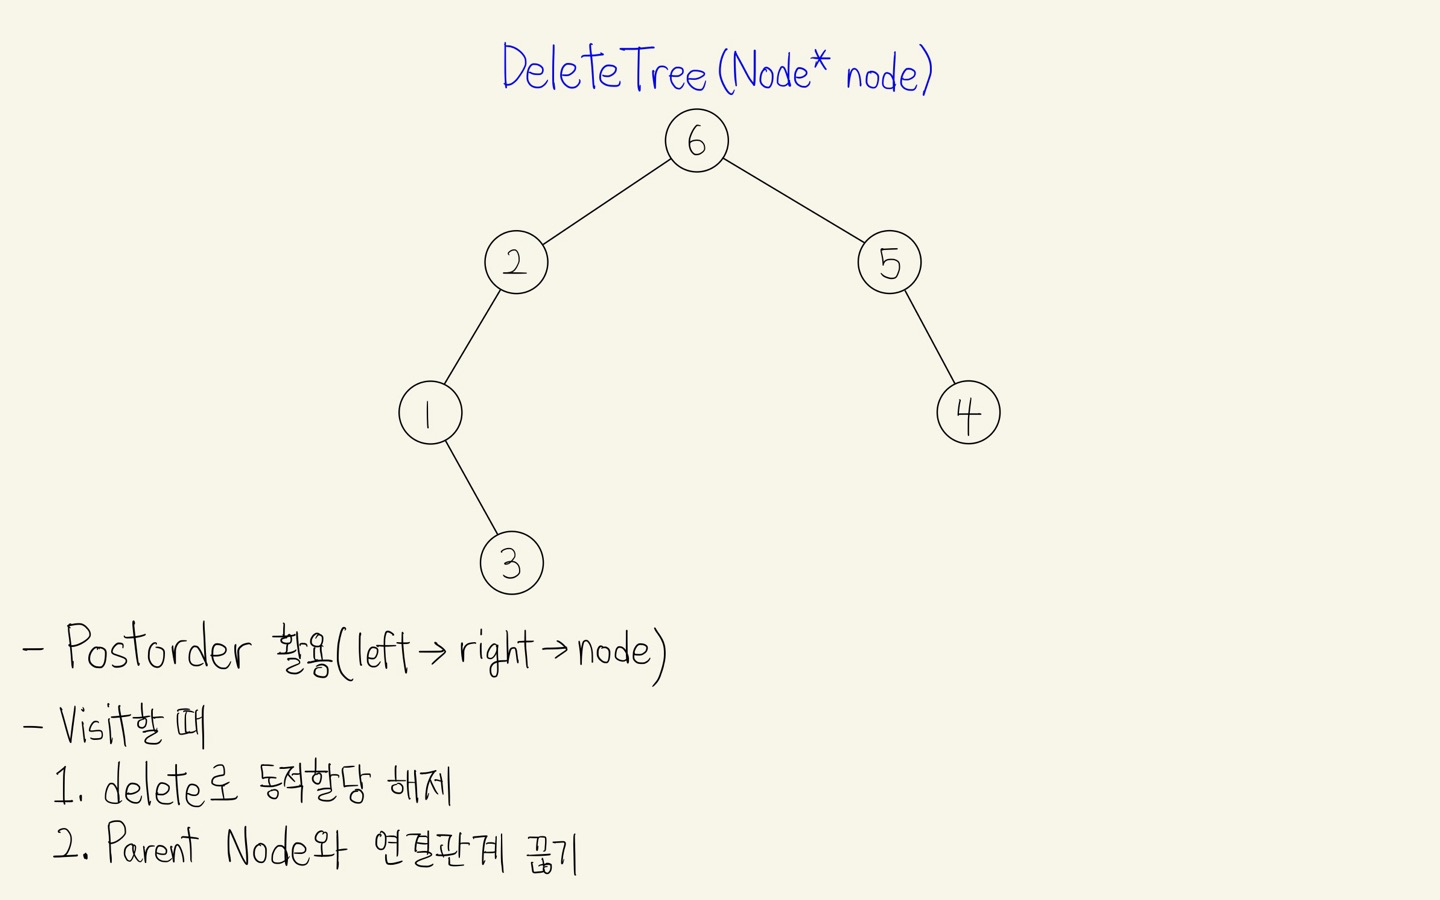 DeleteTree(Node* node)
6
2
5
1
4
3
- Postorder 활용(left→right→node)
- Visit할 때
1. delete로 동적할당 해제
2. Parent Node와 연결관계 끊기